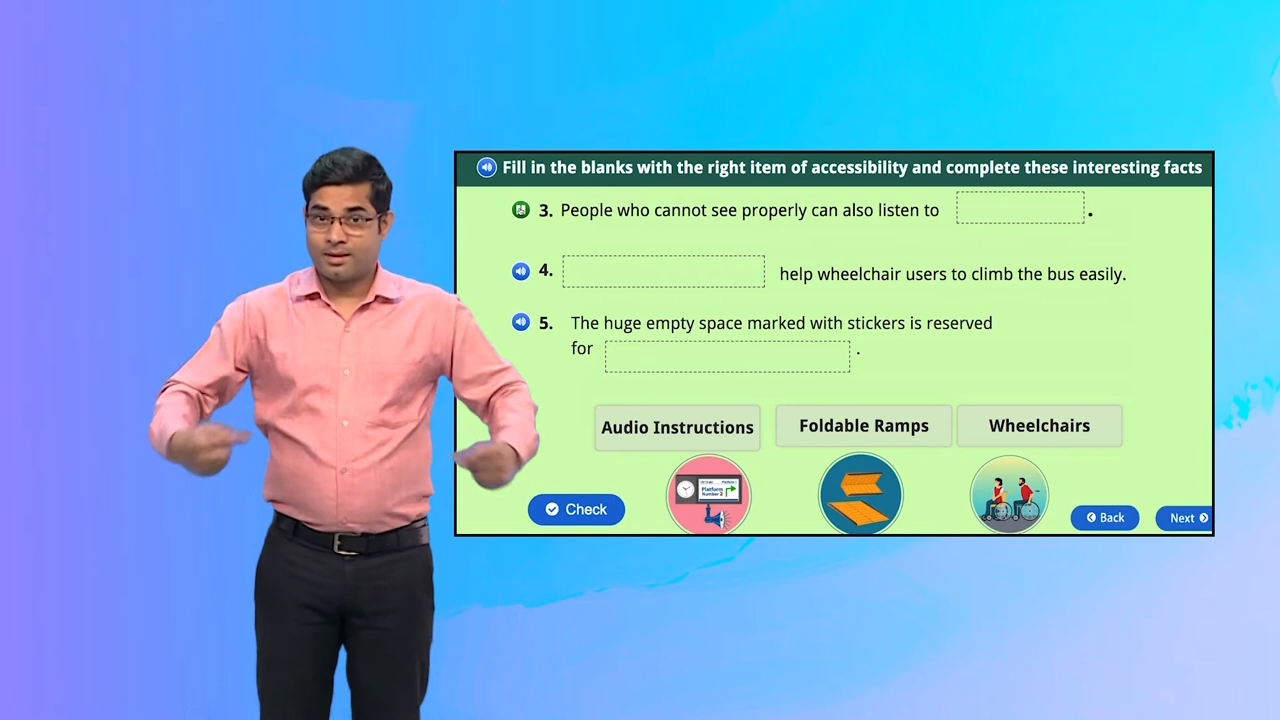 Fill in the blanks with the right item of accessibility and complete these interesting facts
3. People who cannot see properly can also listen to .
4. help wheelchair users to climb the bus easily.
5. The huge empty space marked with stickers is reserved
for .
Audio Instructions
Foldable Ramps
Wheelchairs
Platform
Number 2
Check
Back
Next